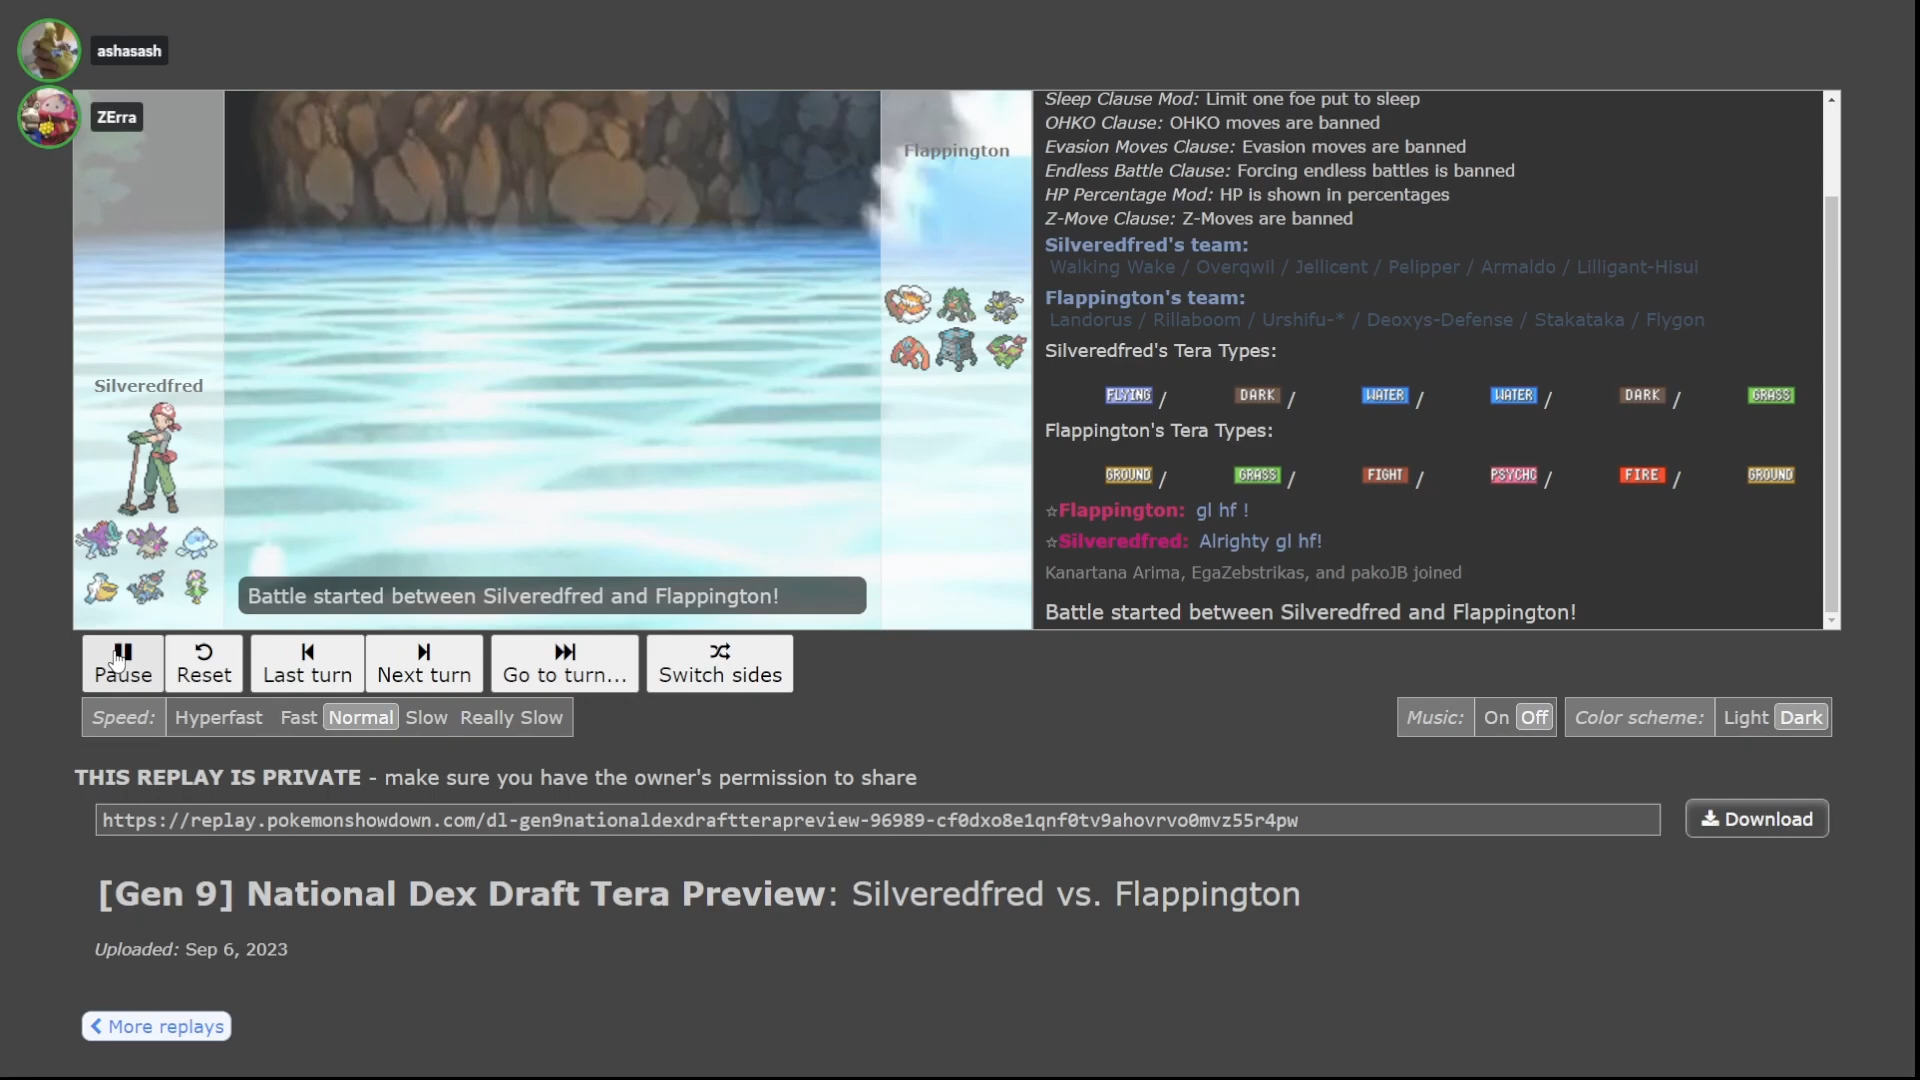 ashasash
ZErra
Flappington
Silveredfred
Battle started between Silveredfred and Flappington!
Sleep Clause Mod: Limit one foe put to sleep
OHKO Clause: OHKO moves are banned
Evasion Moves Clause: Evasion moves are banned
Endless Battle Clause: Forcing endless battles is banned
HP Percentage Mod: HP is shown in percentages
Z-Move Clause: Z-Moves are banned
Silveredfred's team:
Walking Wake / Overqwil / Jellicent / Pelipper / Armaldo / Lilligant-Hisui
Flappington's team:
Landorus / Rillaboom / Urshifu-* / Deoxys-Defense / Stakataka / Flygon
Silveredfred's Tera Types:
FLYING / DARK / WATER / WATER / DARK / GRASS
Flappington's Tera Types:
GROUND / GRASS / FIGHT / PSYCHC / FIRE / GROUND
☆Flappington: gl hf !
☆Silveredfred: Alrighty gl hf!
Kanartana Arima, EgaZebstrikas, and pakoJB joined
Battle started between Silveredfred and Flappington!
Pause Reset Last turn Next turn Go to turn... Switch sides
Speed: Hyperfast Fast Normal Slow Really Slow
Music: On Off Color scheme: Light Dark
THIS REPLAY IS PRIVATE - make sure you have the owner's permission to share
https://replay.pokemonshowdown.com/dl-gen9nationaldexdraftterapreview-96989-cf0dxo8e1qnf0tv9ahovrvo0mvz55r4pw
Download
[Gen 9] National Dex Draft Tera Preview: Silveredfred vs. Flappington
Uploaded: Sep 6, 2023
More replays